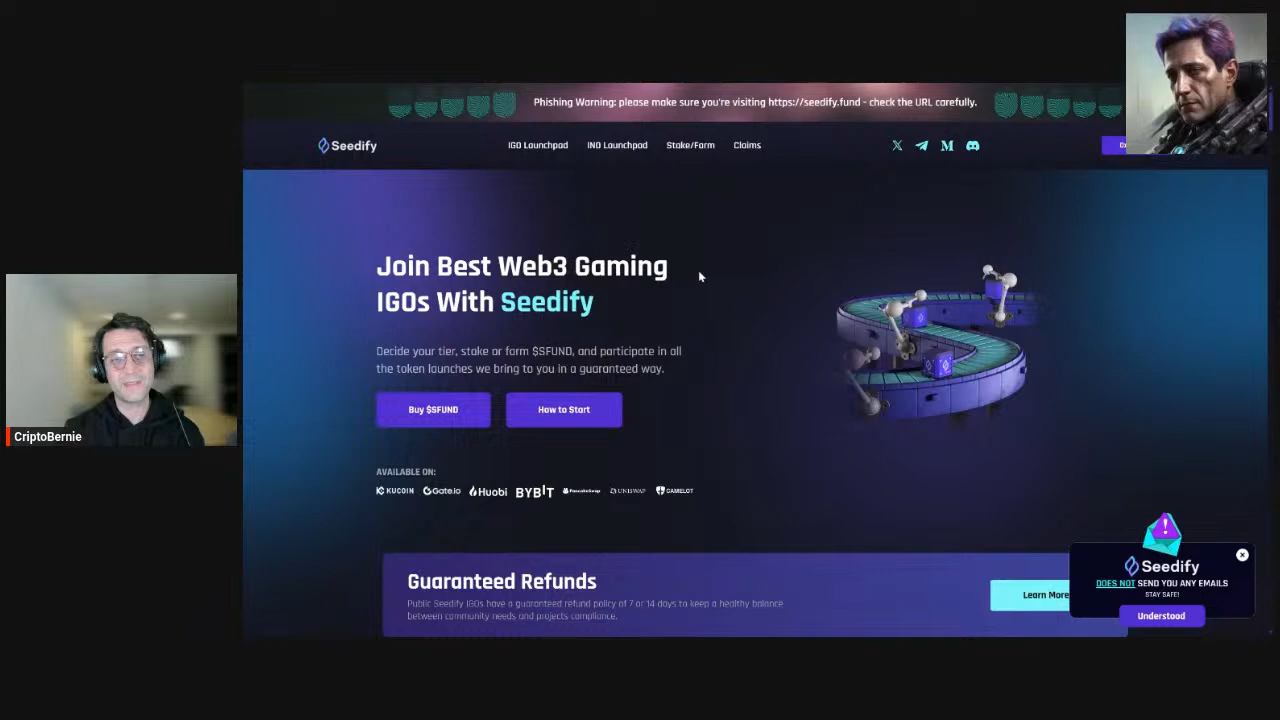 Phishing Warning: please make sure you're visiting https://seedify.fund - check the URL carefully.
Seedify
IGO Launchpad
INO Launchpad
Stake/Farm
Claims
Join Best Web3 Gaming
IGOs With Seedify
Decide your tier, stake or farm $SFUND, and participate in all
the token launches we bring to you in a guaranteed way.
Buy $SFUND
How to Start
CriptoBernie
AVAILABLE ON:
KUCOIN
Gate.io
Huobi
BYBIT
PancakeSwap
UNISWAP
CAMELOT
Guaranteed Refunds
Public Seedify IGOs have a guaranteed refund policy of 7 or 14 days to keep a healthy balance
between community needs and projects compliance.
Learn More
Seedify
DOES NOT SEND YOU ANY EMAILS
STAY SAFE!
Understood